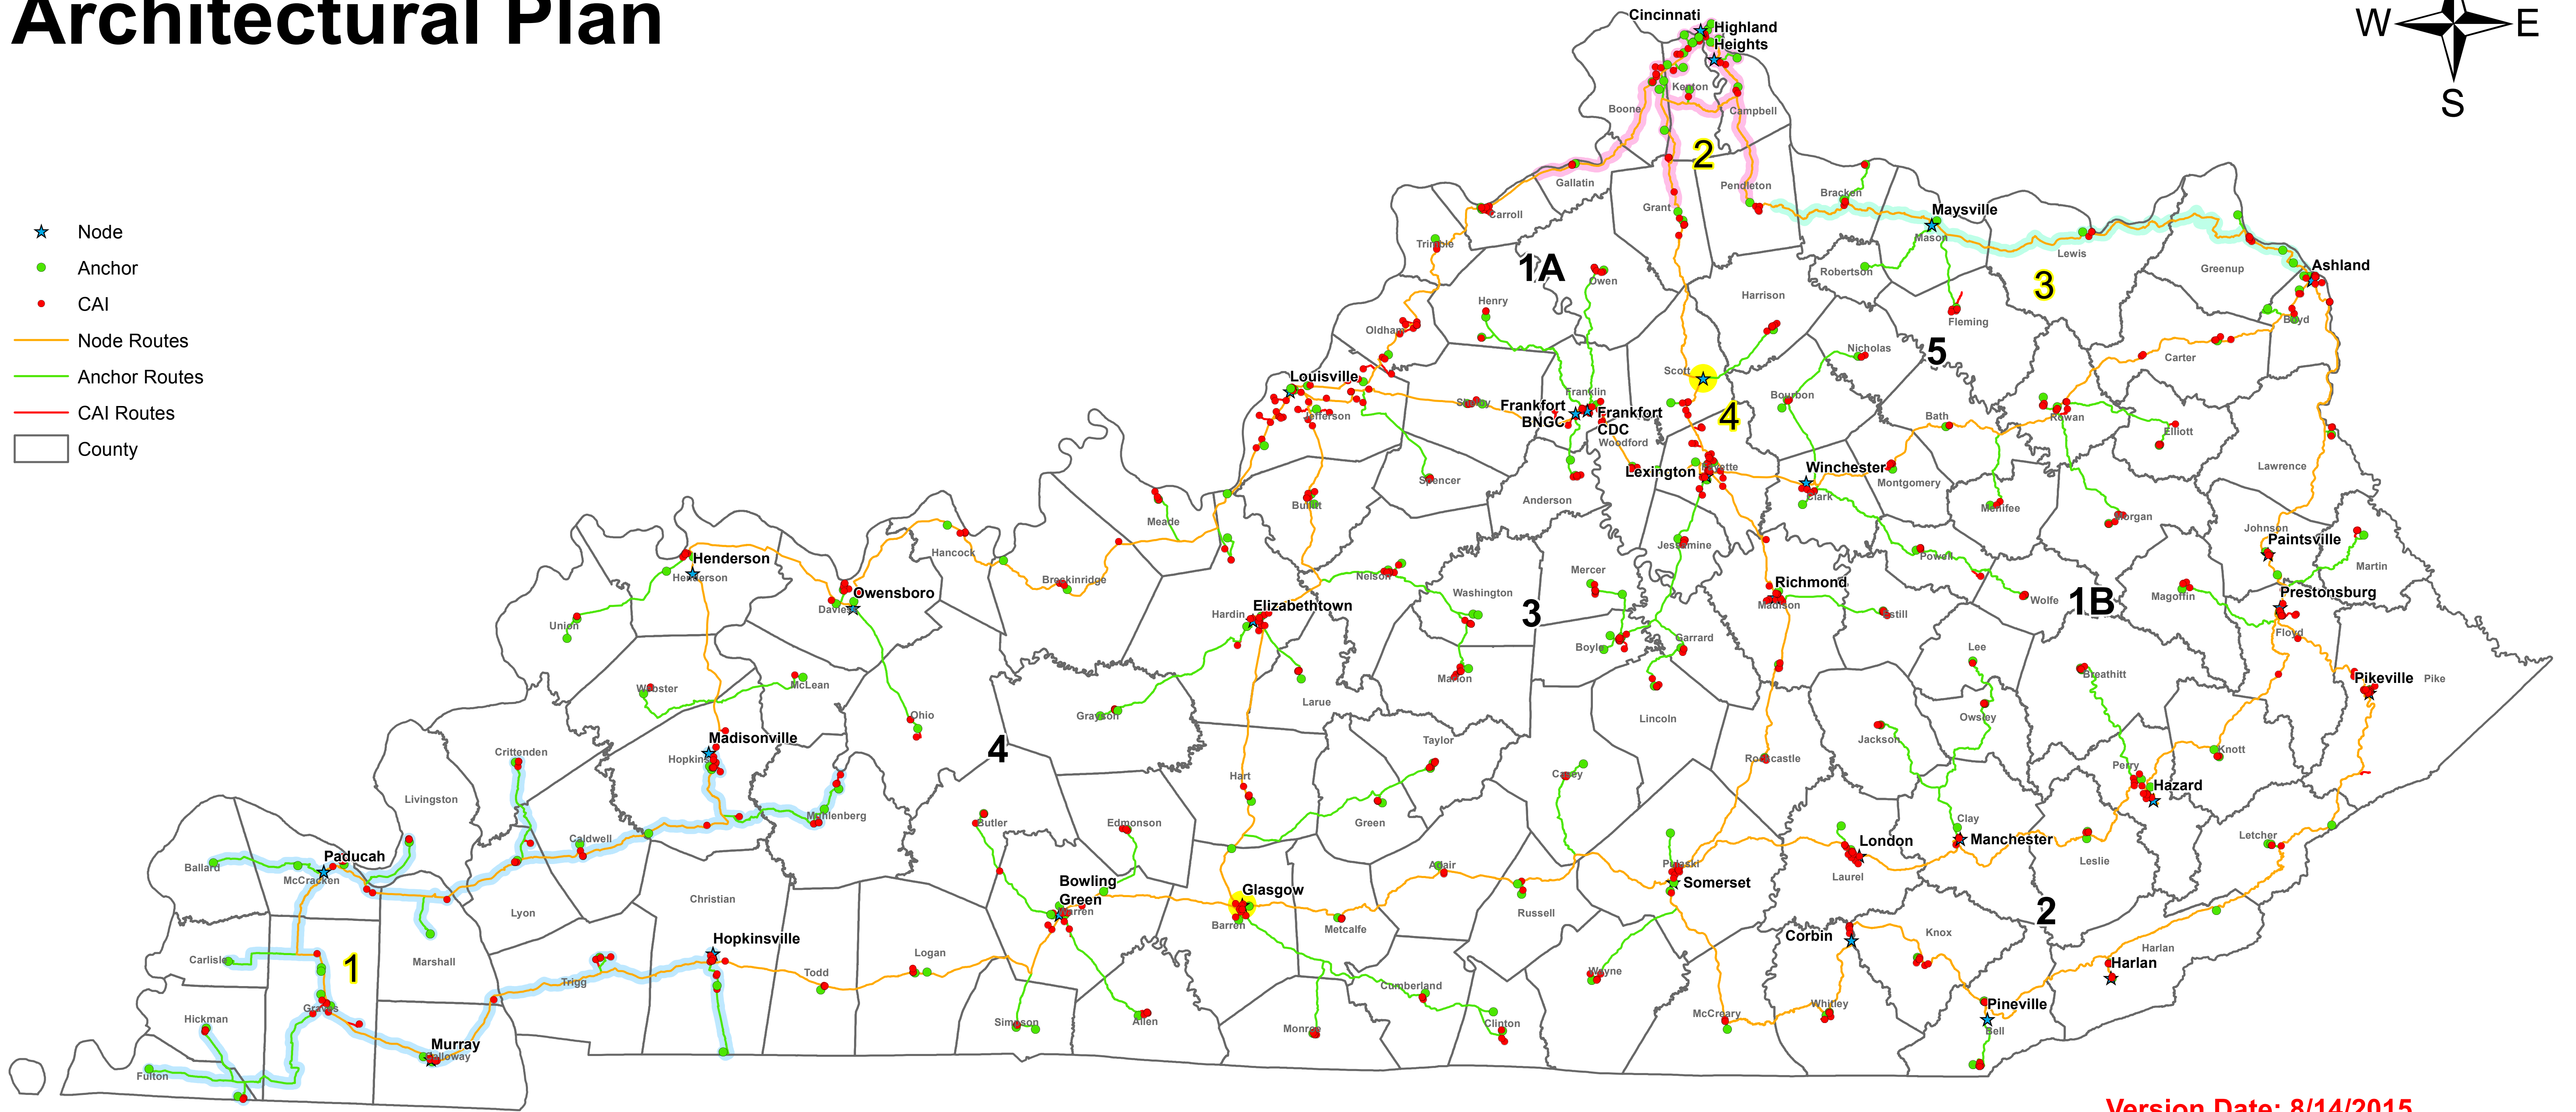 Architectural Plan
W
E
S
Node
Anchor
CAI
Node Routes
Anchor Routes
CAI Routes
County
Cincinnati
Highland
Heights
Kenton
Boone
Campbell
2
Gallatin
Pendleton
Bracken
Grant
Carroll
Maysville
Mason
Trimble
Lewis
1A
Owen
Robertson
Greenup
Ashland
3
Henry
Harrison
Fleming
Boyd
Oldham
Nicholas
5
Carter
Louisville
Scott
Jefferson
Shelby
Franklin
Frankfort
BNGC
Frankfort
CDC
Bourbon
4
Bath
Rowan
Elliott
Woodford
Lexington
Fayette
Winchester
Lawrence
Spencer
Montgomery
Clark
Anderson
Bullitt
Menifee
Morgan
Meade
Johnson
Paintsville
Hancock
Jessamine
Powell
Martin
Henderson
Henderson
Breckinridge
Nelson
Mercer
Richmond
Madison
Washington
Magoffin
Prestonsburg
Owensboro
Daviess
Hardin
Elizabethtown
3
Estill
Wolfe
1B
Union
Floyd
Garrard
Boyle
Lee
Marion
Breathitt
Pikeville
Pike
Webster
McLean
Larue
Grayson
Ohio
Lincoln
Owsley
Madisonville
Hopkins
4
Taylor
Jackson
Crittenden
Rockcastle
Knott
Perry
Hart
Casey
Hazard
Livingston
Muhlenberg
Butler
Edmonson
Green
Clay
Caldwell
London
Manchester
Letcher
Paducah
McCracken
Ballard
Adair
Pulaski
Somerset
Laurel
Leslie
Bowling
Green
Warren
Glasgow
Lyon
Christian
Russell
2
Barren
Metcalfe
Corbin
Knox
Hopkinsville
Logan
Harlan
Harlan
Carlisle
1
Marshall
Todd
Trigg
Wayne
Cumberland
Graves
Hickman
Simpson
Allen
Monroe
Clinton
McCreary
Whitley
Pineville
Bell
Murray
Calloway
Fulton
Version Date: 8/14/2015